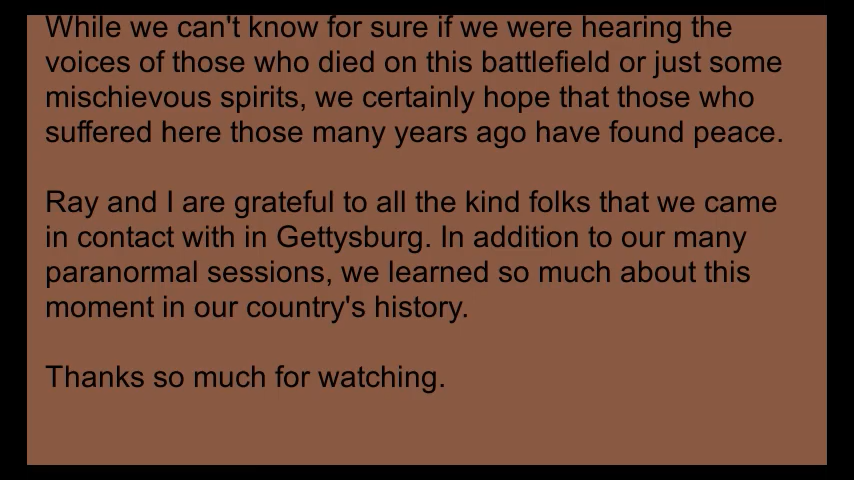 While we can't know for sure if we were hearing the
voices of those who died on this battlefield or just some
mischievous spirits, we certainly hope that those who
suffered here those many years ago have found peace.
Ray and I are grateful to all the kind folks that we came
in contact with in Gettysburg. In addition to our many
paranormal sessions, we learned so much about this
moment in our country's history.
Thanks so much for watching.